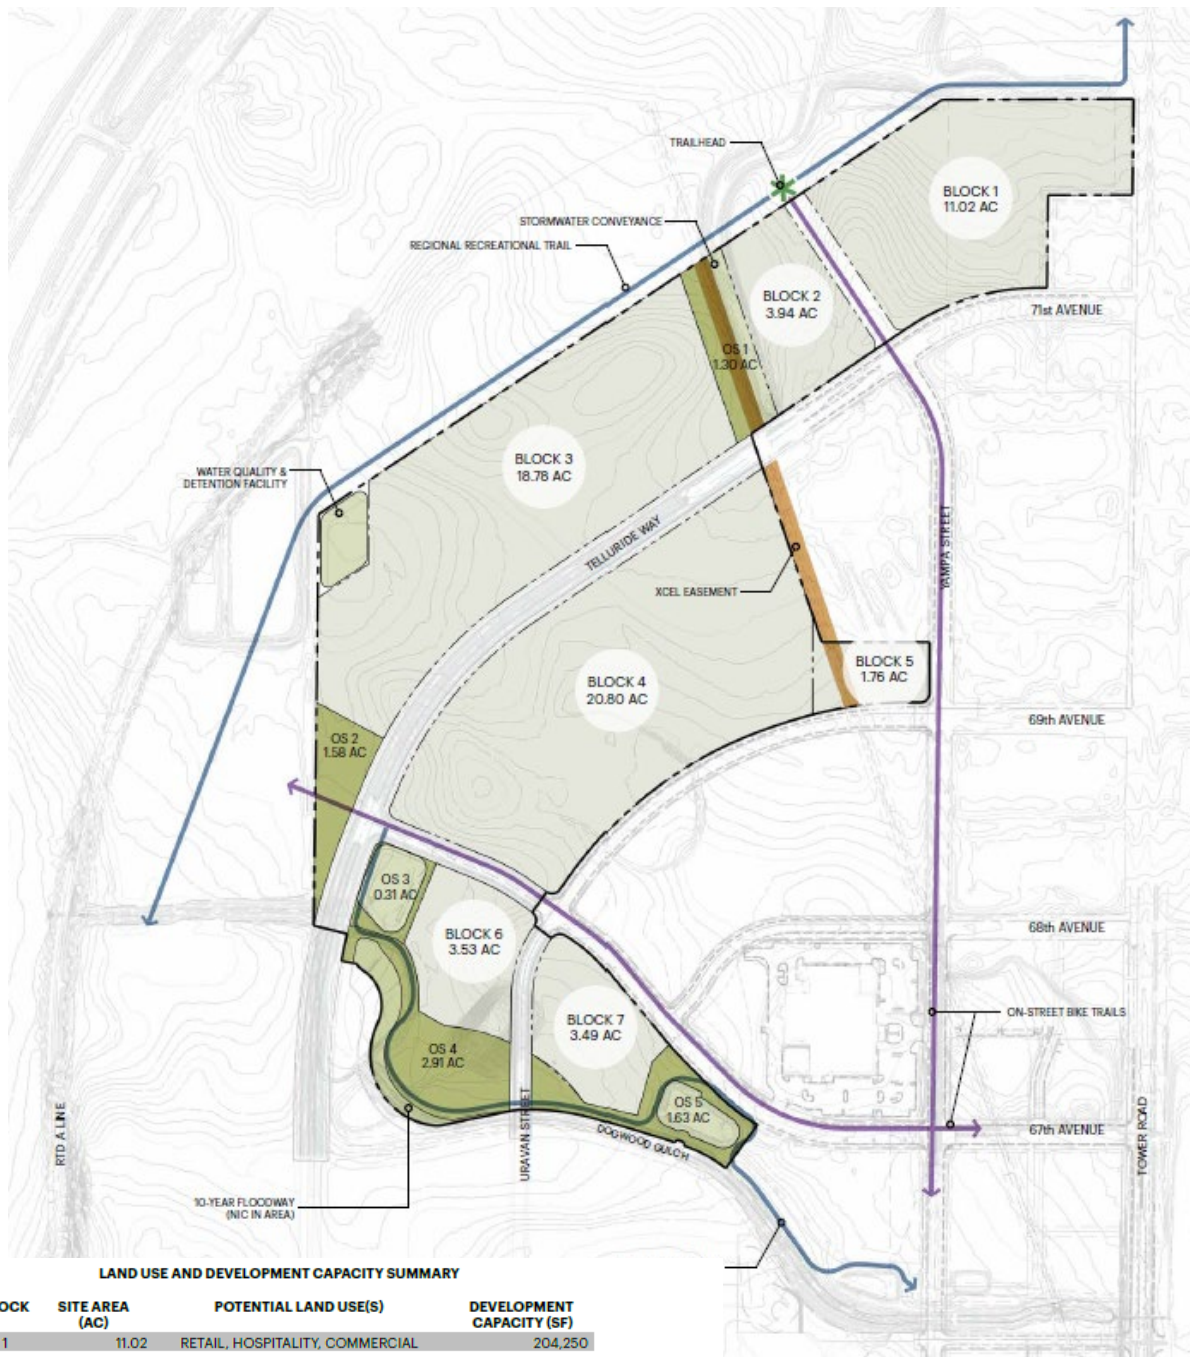 TRAILHEAD
BLOCK 1
11.02 AC
STORMWATER CONVEYANCE
REGIONAL RECREATIONAL TRAIL
BLOCK 2
3.94 AC
71st AVENUE
OS 1
1.30 AC
BLOCK 3
18.78 AC
WATER QUALITY &
DETENTION FACILITY
TELLURIDE WAY
YAMPA STREET
XCEL EASEMENT
BLOCK 5
1.76 AC
BLOCK 4
20.80 AC
69th AVENUE
OS 2
1.58 AC
OS 3
0.31 AC
BLOCK 6
3.53 AC
68th AVENUE
BLOCK 7
3.49 AC
ON-STREET BIKE TRAILS
OS 4
2.91 AC
OS 5
1.63 AC
RTD A LINE
URAVAN STREET
DOGWOOD GULCH
67th AVENUE
TOWER ROAD
10-YEAR FLOODWAY
(NIC IN AREA)
LAND USE AND DEVELOPMENT CAPACITY SUMMARY
OCK SITE AREA POTENTIAL LAND USE(S) DEVELOPMENT
(AC) CAPACITY (SF)
1 11.02 RETAIL, HOSPITALITY, COMMERCIAL 204,250